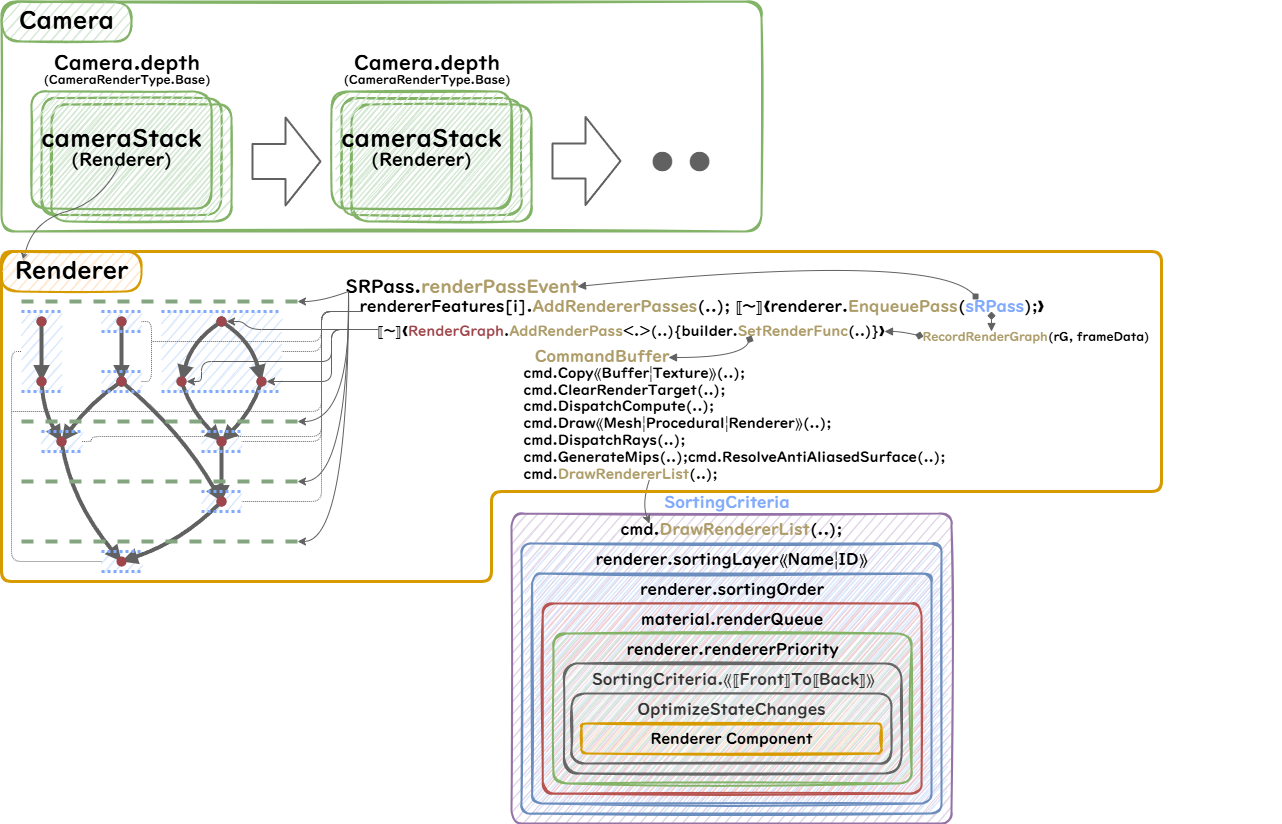 Camera
Camera.depth
(CameraRenderType.Base)
cameraStack
(Renderer)
Camera.depth
(CameraRenderType.Base)
cameraStack
(Renderer)
Renderer
SRPass.renderPassEvent
rendererFeatures[i].AddRendererPasses(..); ⟦~⟧⟪renderer.EnqueuePass(sRPass);⟫
⟦~⟧⟪RenderGraph.AddRenderPass<.>(..){builder.SetRenderFunc(..)}⟫
RecordRenderGraph(rG, frameData)
CommandBuffer
cmd.Copy⟪Buffer¦Texture⟫(..);
cmd.ClearRenderTarget(..);
cmd.DispatchCompute(..);
cmd.Draw⟪Mesh¦Procedural¦Renderer⟫(..);
cmd.DispatchRays(..);
cmd.GenerateMips(..);cmd.ResolveAntiAliasedSurface(..);
cmd.DrawRendererList(..);
SortingCriteria
cmd.DrawRendererList(..);
renderer.sortingLayer⟪Name¦ID⟫
renderer.sortingOrder
material.renderQueue
renderer.rendererPriority
SortingCriteria.⟪⟦Front⟧To⟦Back⟧⟫
OptimizeStateChanges
Renderer Component